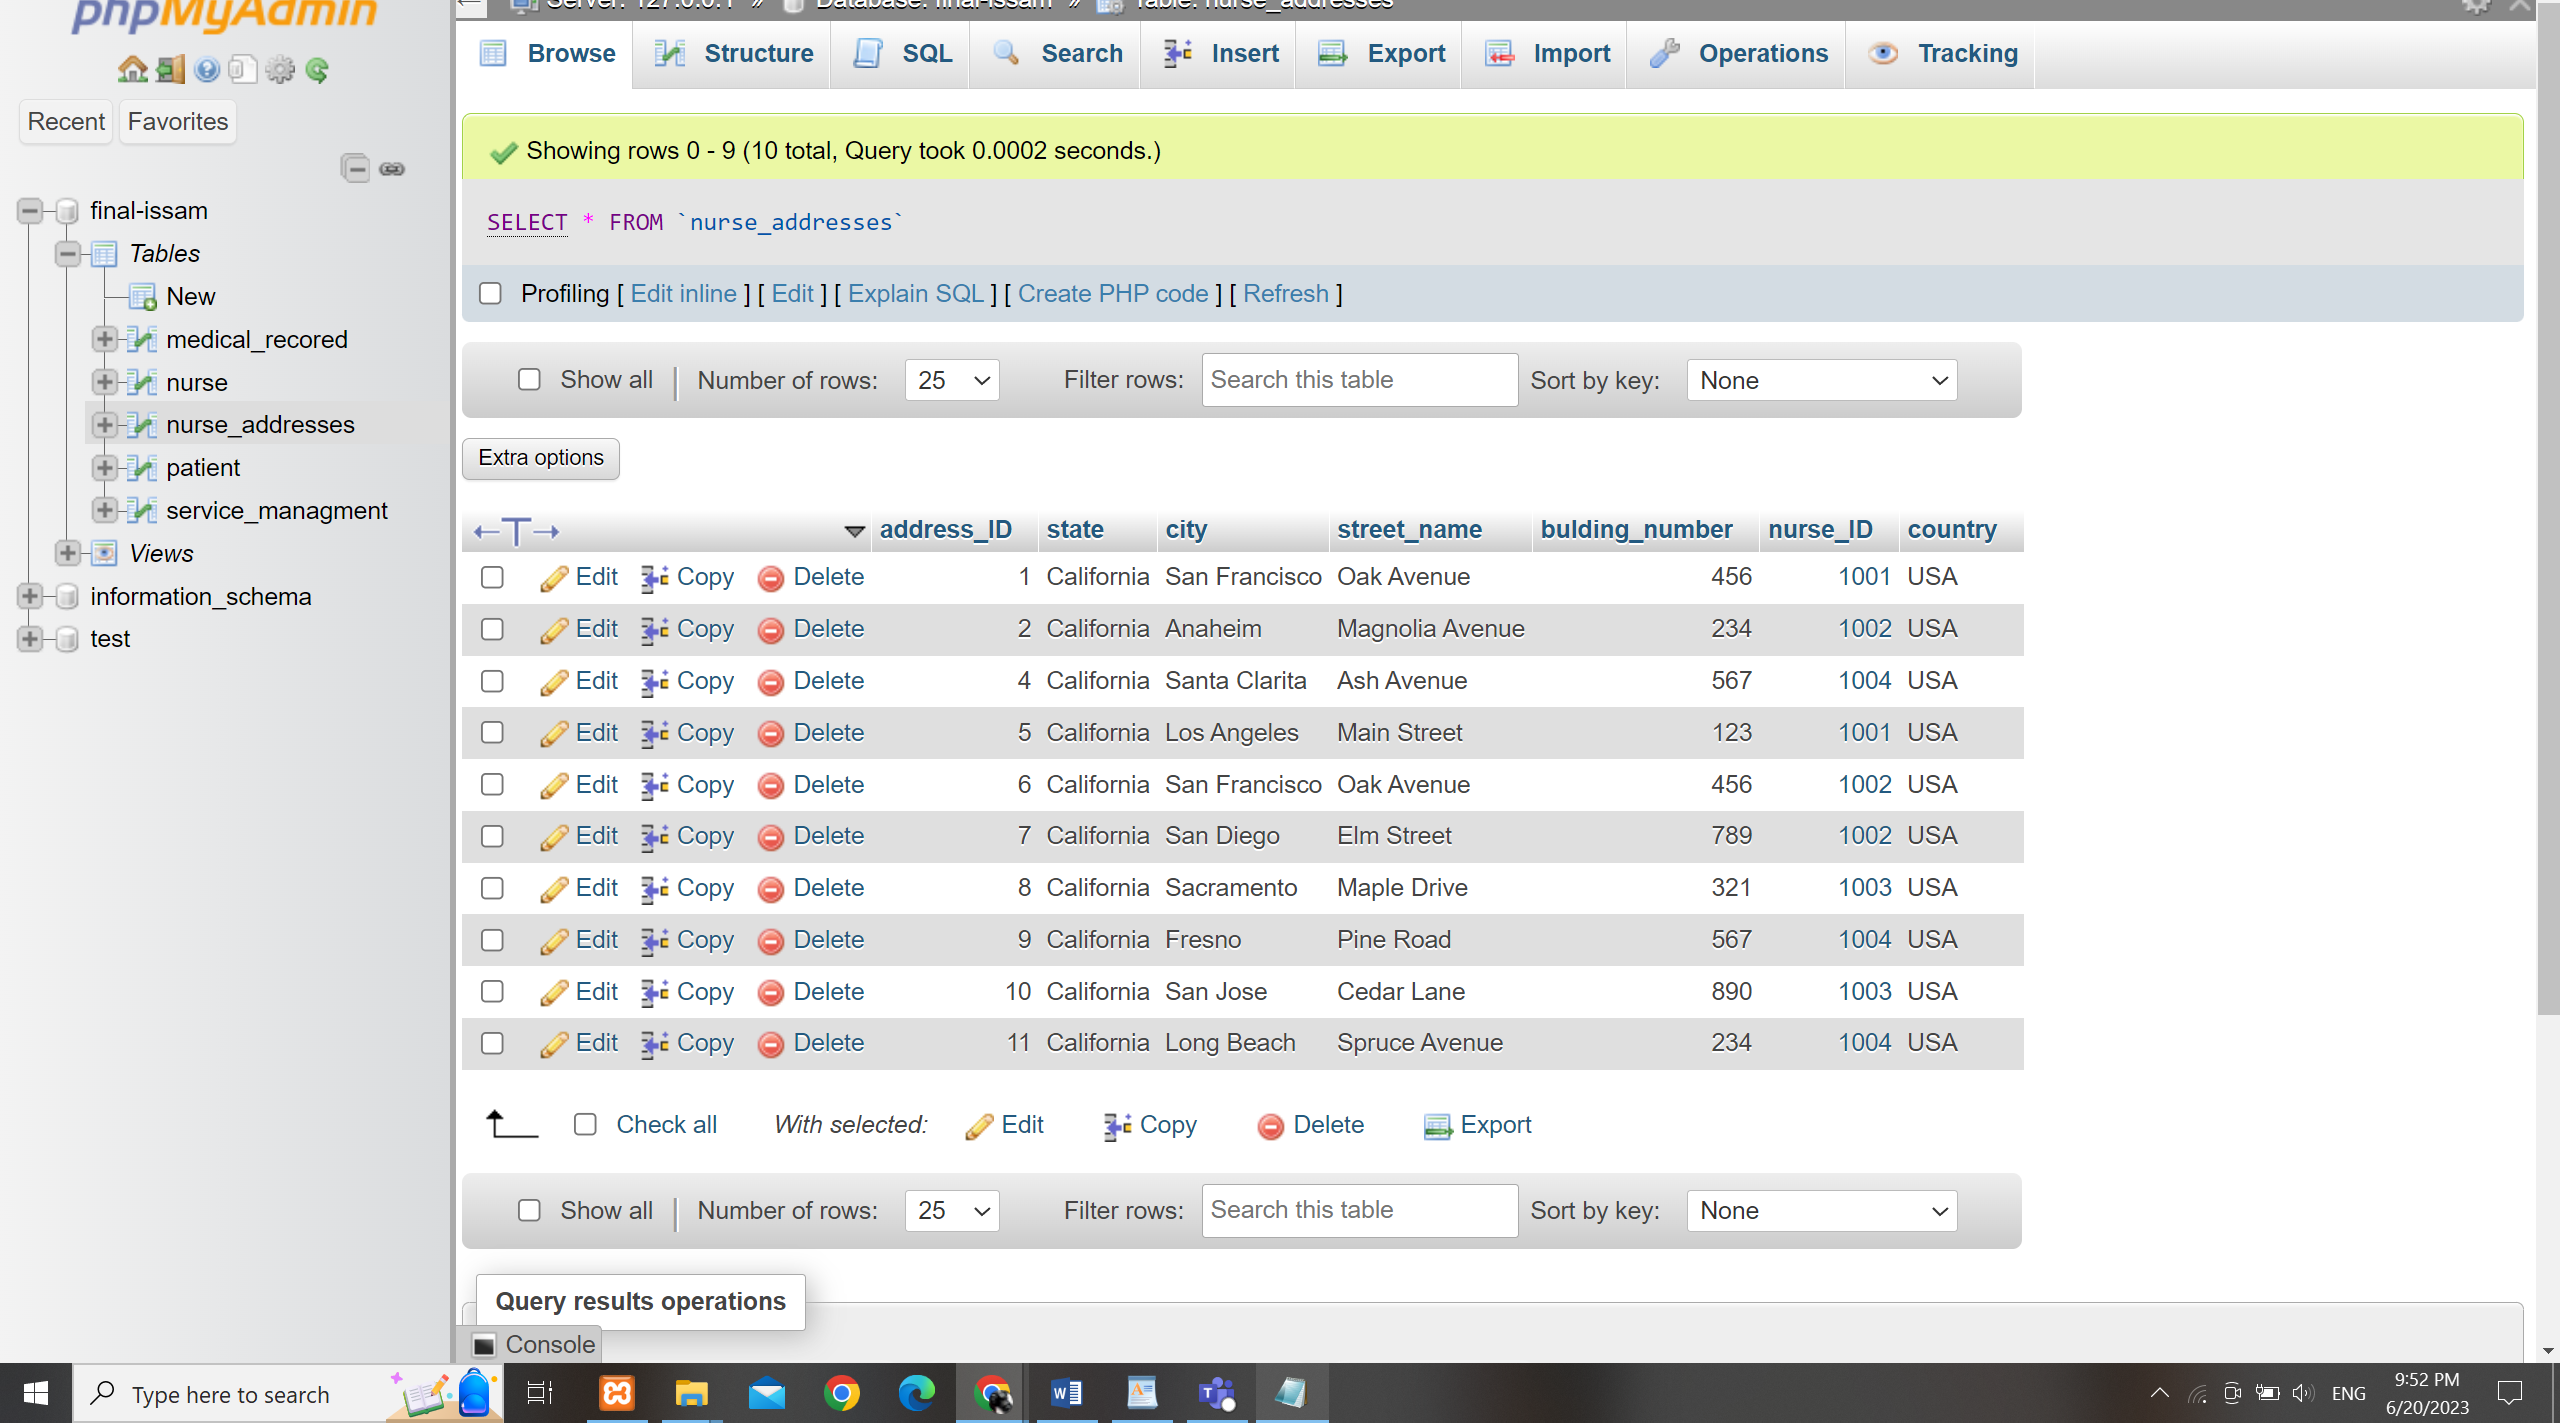 phpMyAdmin
Recent Favorites
final-issam
Tables
New
medical_recored
nurse
nurse_addresses
patient
service_managment
Views
information_schema
test
Server: 127.0.0.1 » Database: final-issam » Table: nurse_addresses
Browse Structure SQL Search Insert Export Import Operations Tracking
Showing rows 0 - 9 (10 total, Query took 0.0002 seconds.)
SELECT * FROM `nurse_addresses`
Profiling [ Edit inline ] [ Edit ] [ Explain SQL ] [ Create PHP code ] [ Refresh ]
Show all | Number of rows: 25 Filter rows: Search this table Sort by key: None
Extra options
←T→ address_ID state city street_name bulding_number nurse_ID country
Edit Copy Delete 1 California San Francisco Oak Avenue 456 1001 USA
Edit Copy Delete 2 California Anaheim Magnolia Avenue 234 1002 USA
Edit Copy Delete 4 California Santa Clarita Ash Avenue 567 1004 USA
Edit Copy Delete 5 California Los Angeles Main Street 123 1001 USA
Edit Copy Delete 6 California San Francisco Oak Avenue 456 1002 USA
Edit Copy Delete 7 California San Diego Elm Street 789 1002 USA
Edit Copy Delete 8 California Sacramento Maple Drive 321 1003 USA
Edit Copy Delete 9 California Fresno Pine Road 567 1004 USA
Edit Copy Delete 10 California San Jose Cedar Lane 890 1003 USA
Edit Copy Delete 11 California Long Beach Spruce Avenue 234 1004 USA
Check all With selected: Edit Copy Delete Export
Show all | Number of rows: 25 Filter rows: Search this table Sort by key: None
Query results operations
Console
Type here to search
ENG
9:52 PM
6/20/2023